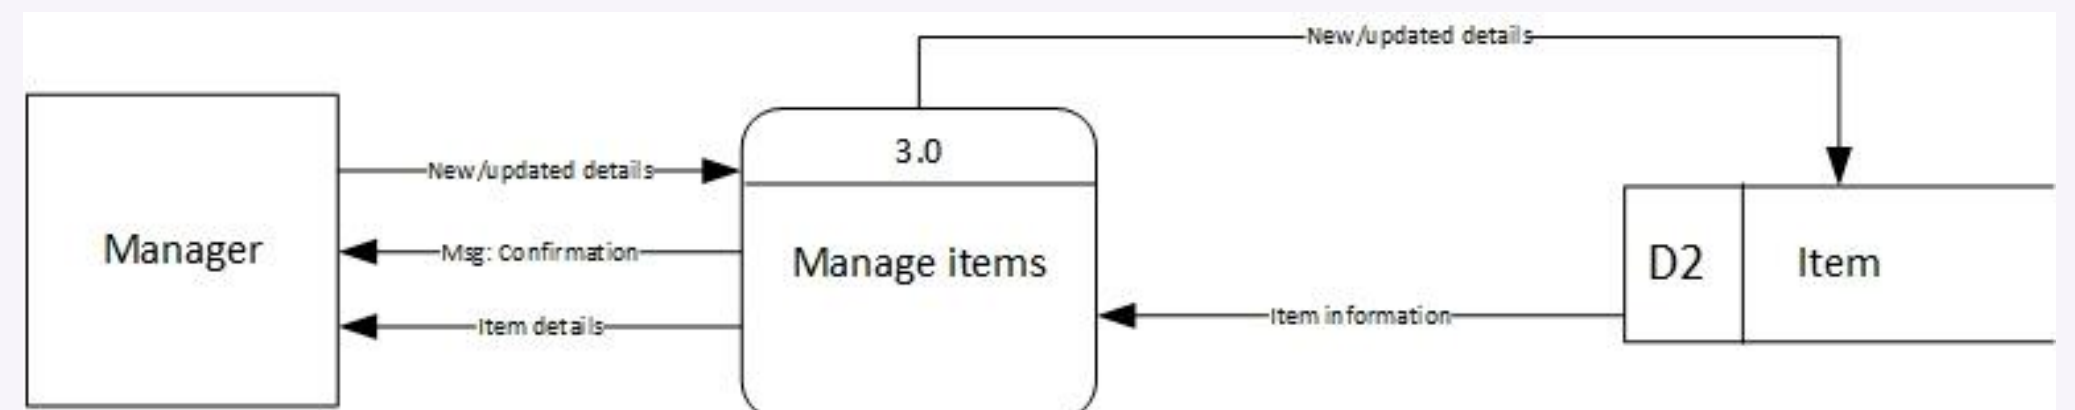 New/updated details
3.0
New/updated details
Manager
Msg: Confirmation
Manage items
D2
Item
Item details
Item information